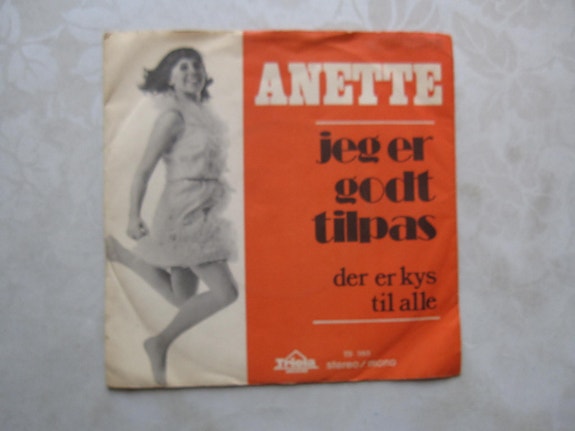 ANETTE
jeg er
godt
tilpas
der er kys
til alle
Triola
stereo/mono